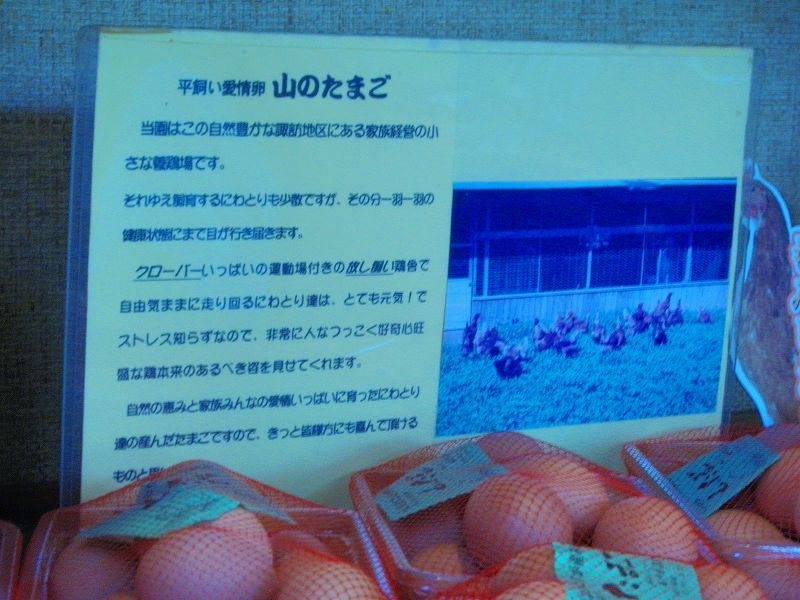 平飼い愛情卵 山のたまご
当園はこの自然豊かな諏訪地区にある家族経営の小
さな養鶏場です。
それゆえ飼育するにわとりも少数ですが、その分一羽一羽の
健康状態にまで目が行き届きます。
クローバーいっぱいの運動場付きの放し飼い鶏舎で
自由気ままに走り回るにわとり達は、とても元気！で
ストレス知らずなので、非常に人なつっこく好奇心旺
盛な鶏本来のあるべき姿を見せてくれます。
自然の恵みと家族みんなの愛情いっぱいに育ったにわとり
達の産んだたまごですので、きっと皆様方にも喜んで頂ける
ものと思